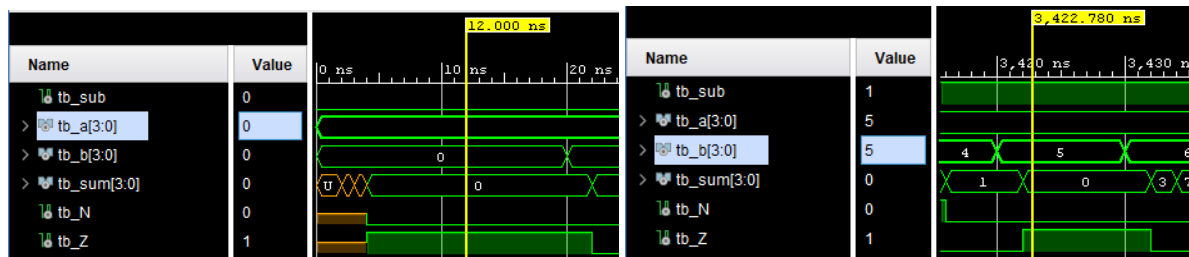 12.000 ns
Name Value
0 ns 10 ns 20 ns
tb_sub 0
tb_a[3:0] 0
tb_b[3:0] 0 0
tb_sum[3:0] 0 U 0
tb_N 0
tb_Z 1
3,422.780 ns
Name Value
3,420 ns 3,430 n
tb_sub 1
tb_a[3:0] 5
tb_b[3:0] 5 4 5 6
tb_sum[3:0] 0 1 0 3 7
tb_N 0
tb_Z 1